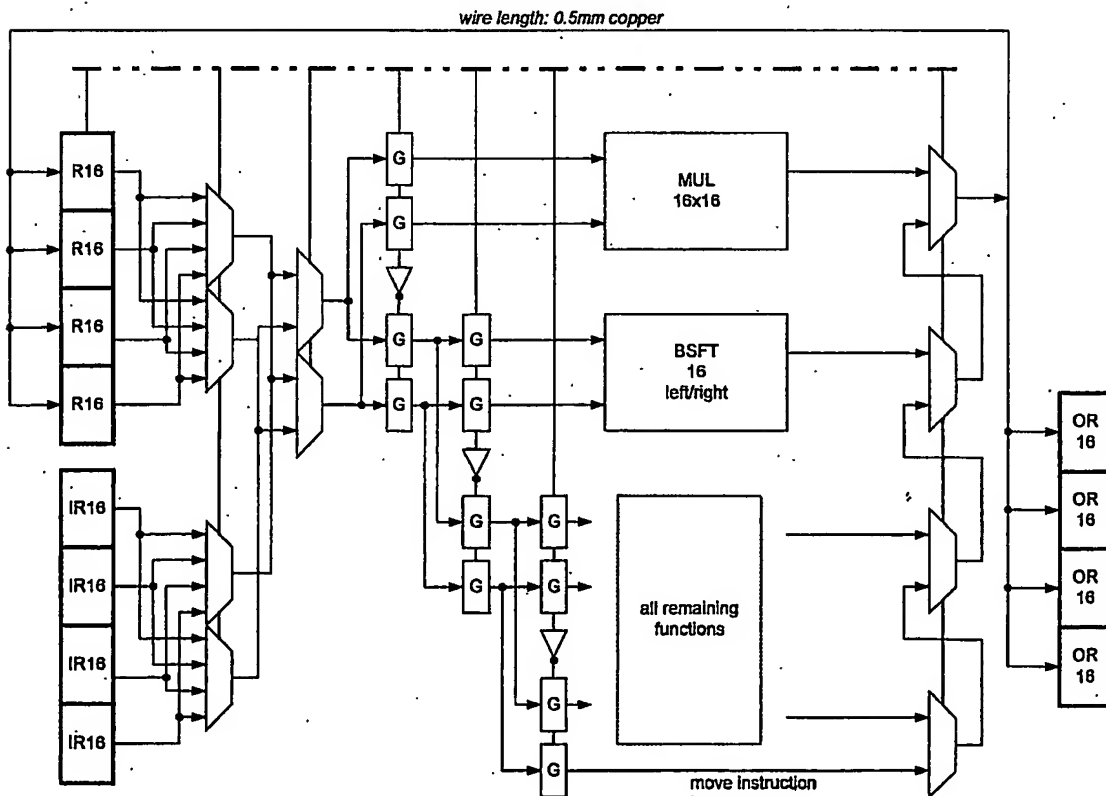 wire length: 0.5mm copper
R16
R16
R16
R16
IR16
IR16
IR16
IR16
G
G
G
G
G
G
G
G
G
G
G
G
MUL
16x16
BSFT
16
left/right
all remaining
functions
move instruction
OR
16
OR
16
OR
16
OR
16